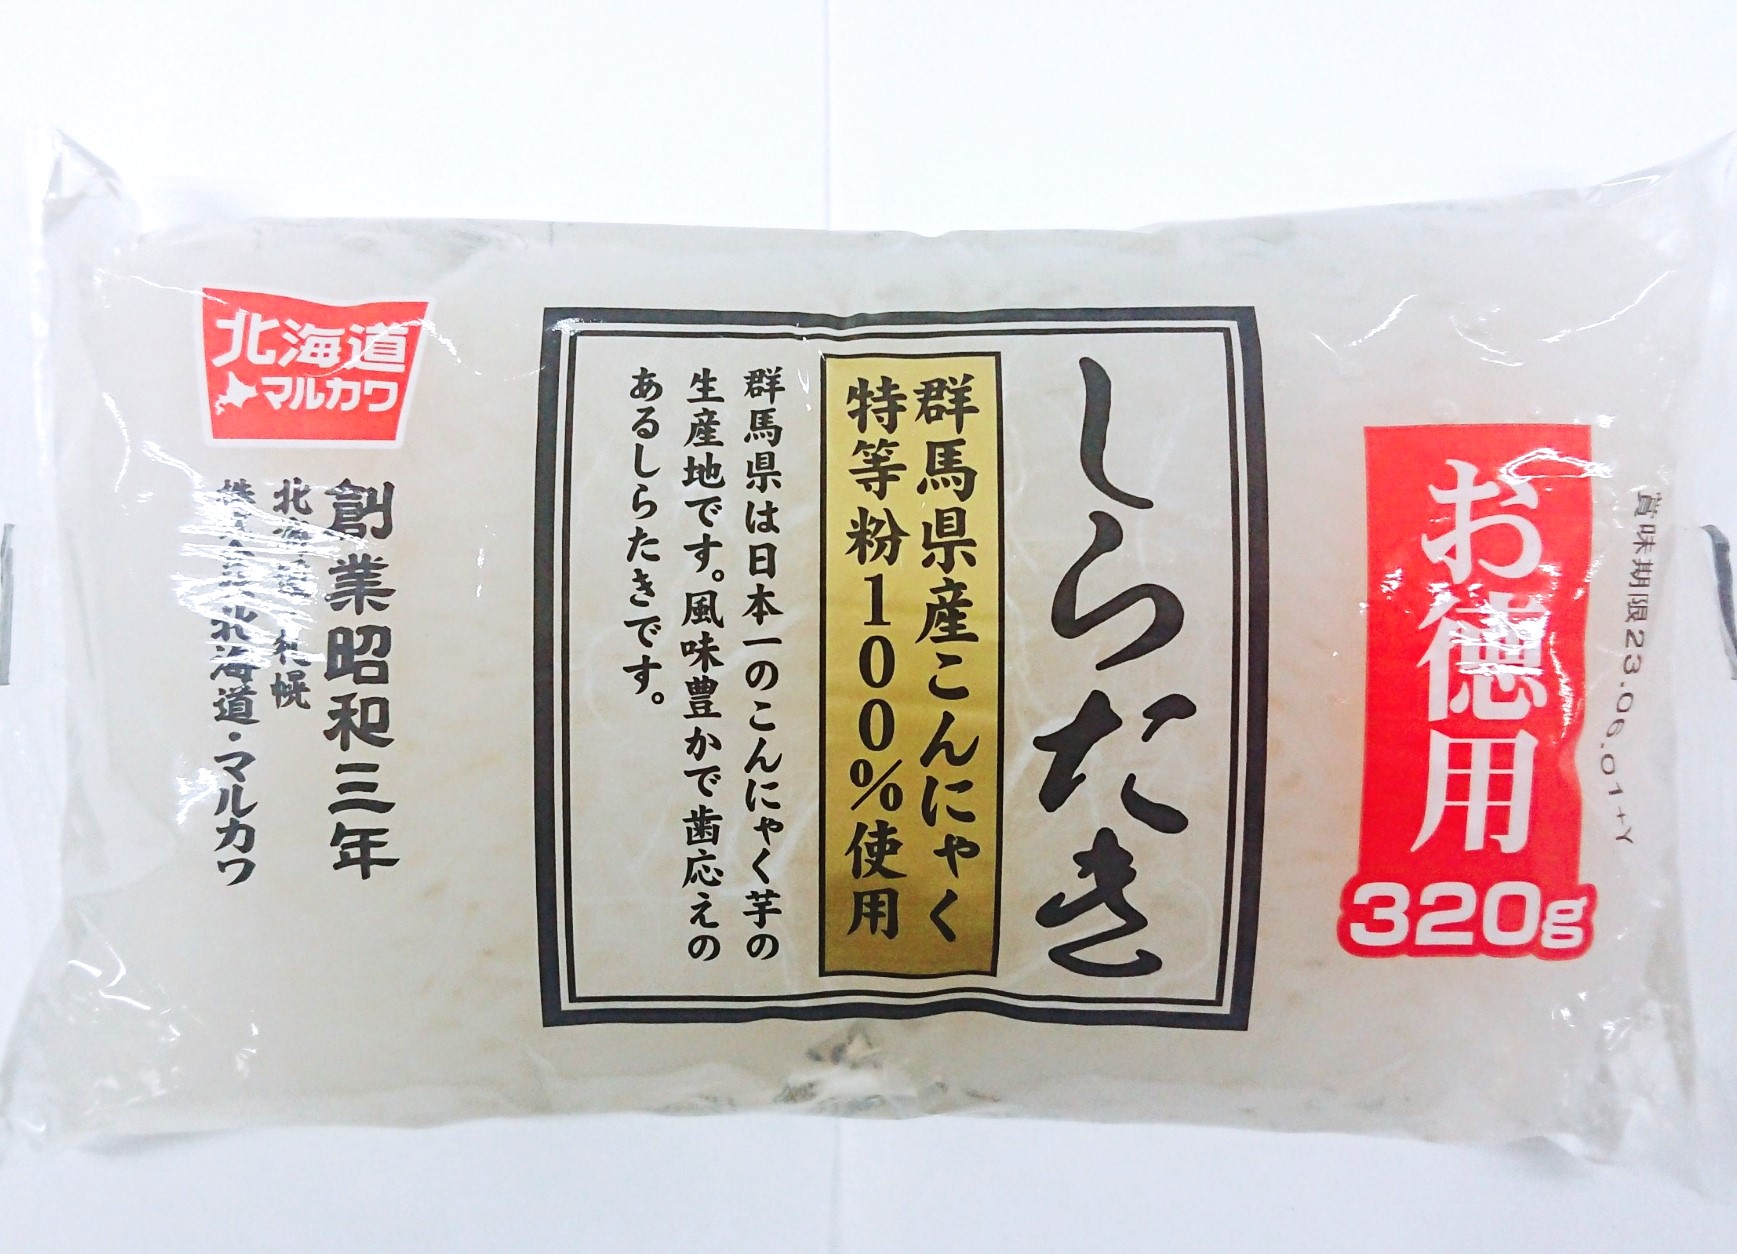 賞味期限23.06.01+Y
お徳用
320g
しらたき
群馬県産こんにゃく
特等粉100%使用
群馬県は日本一のこんにゃく芋の
生産地です。風味豊かで歯応えの
あるしらたきです。
北海道
マルカワ
創業昭和三年
北海道 札幌
北海道・マルカワ